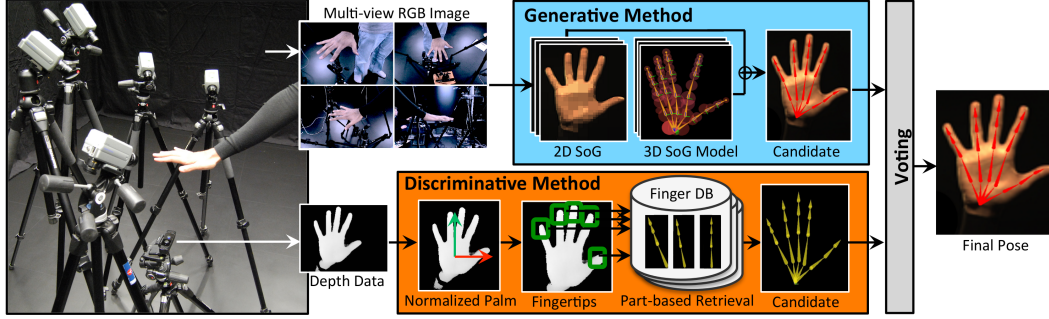 Multi-view RGB Image
Generative Method
2D SoG
3D SoG Model
Candidate
Discriminative Method
Finger DB
Depth Data
Normalized Palm
Fingertips
Part-based Retrieval
Candidate
Voting
Final Pose